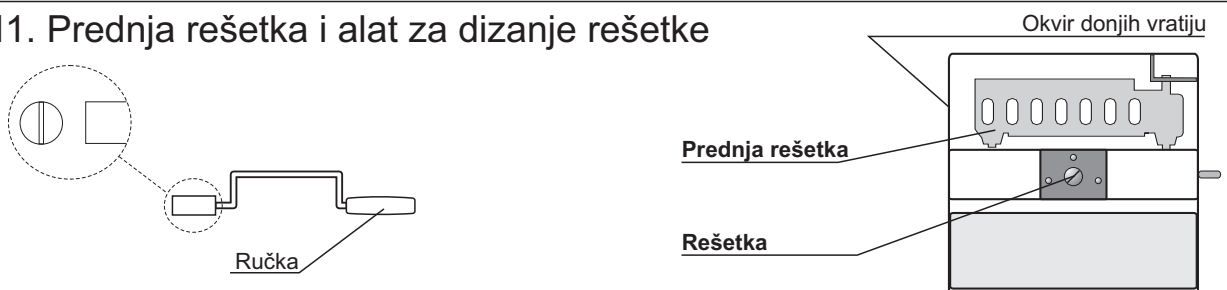 11. Prednja rešetka i alat za dizanje rešetke
Okvir donjih vratiju
Prednja rešetka
Rešetka
Ručka